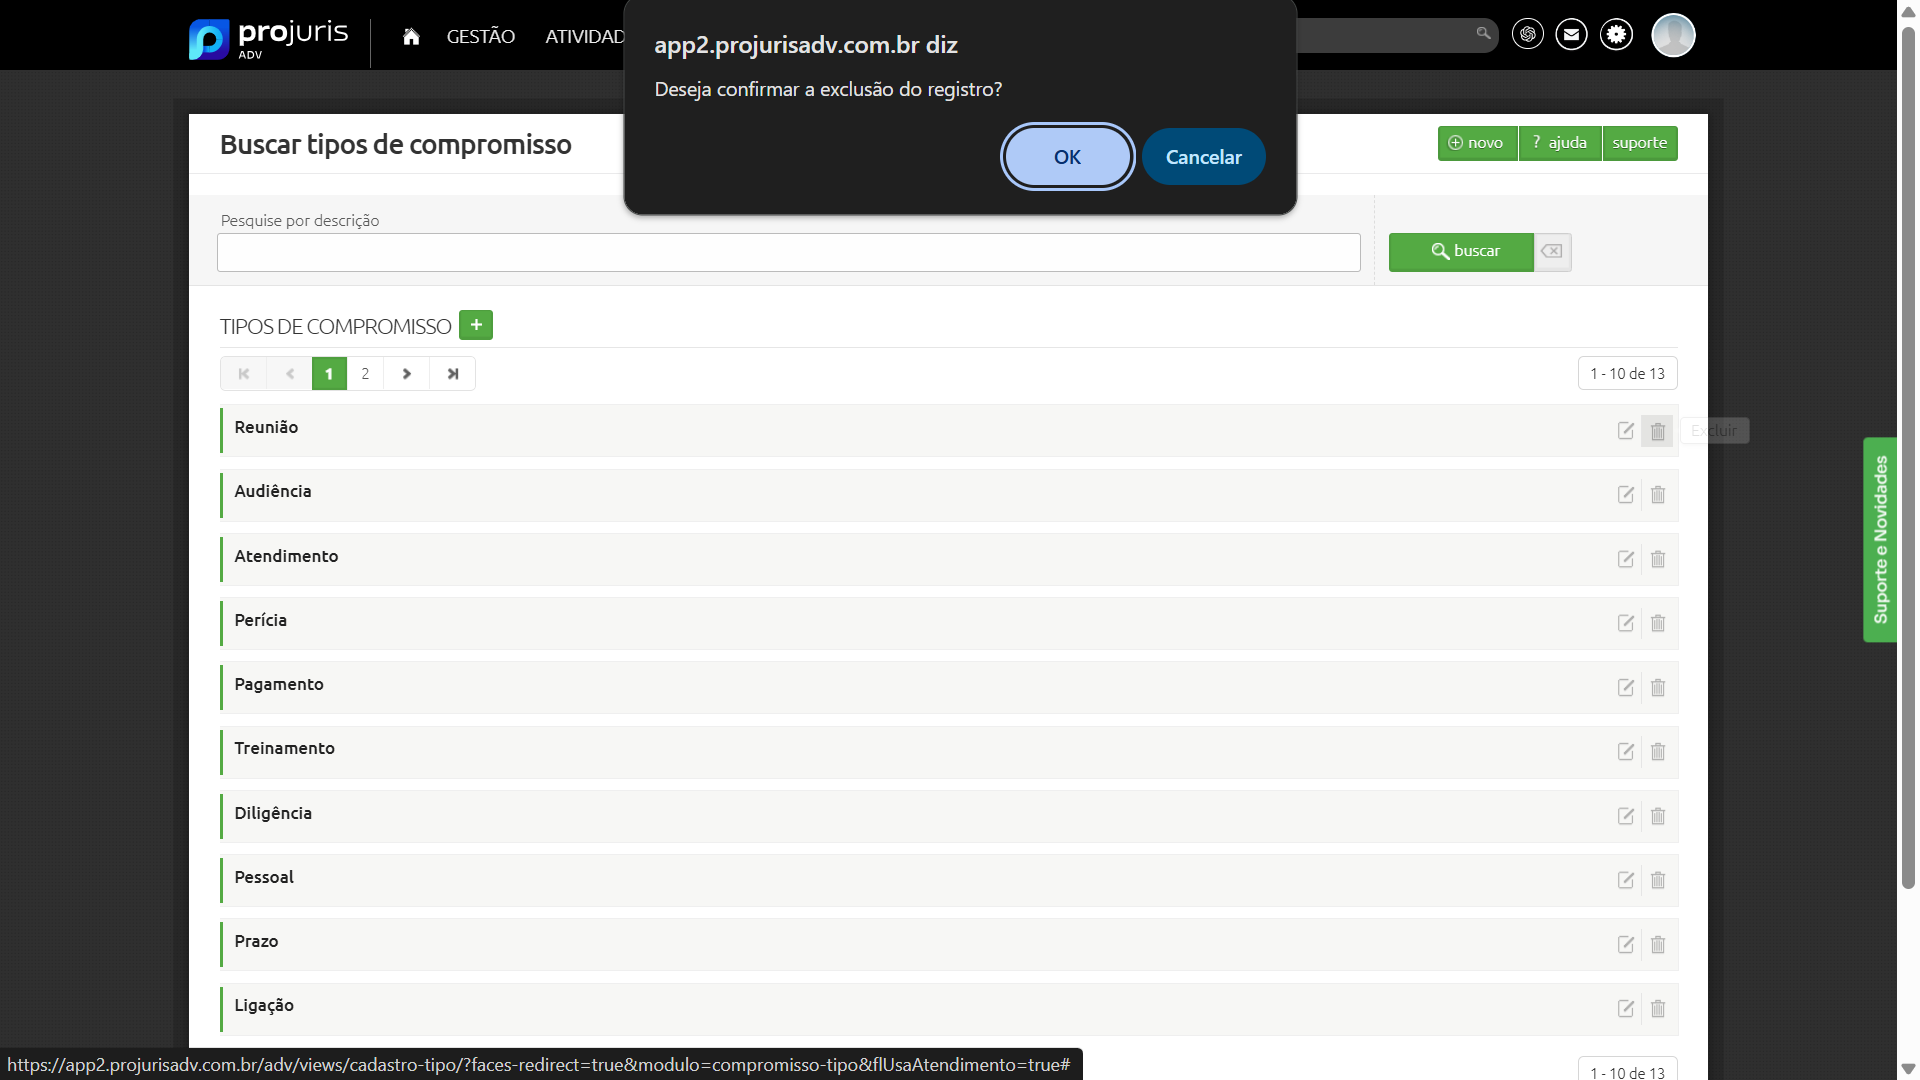 projuris
ADV
GESTÃO
ATIVIDAD
app2.projurisadv.com.br diz
Deseja confirmar a exclusão do registro?
OK
Cancelar
Buscar tipos de compromisso
novo
? ajuda
suporte
Pesquise por descrição
buscar
TIPOS DE COMPROMISSO +
1
2
1 - 10 de 13
Reunião
Excluir
Audiência
Atendimento
Perícia
Pagamento
Treinamento
Diligência
Pessoal
Prazo
Ligação
Suporte e Novidades
https://app2.projurisadv.com.br/adv/views/cadastro-tipo/?faces-redirect=true&modulo=compromisso-tipo&flUsaAtendimento=true#
1 - 10 de 13